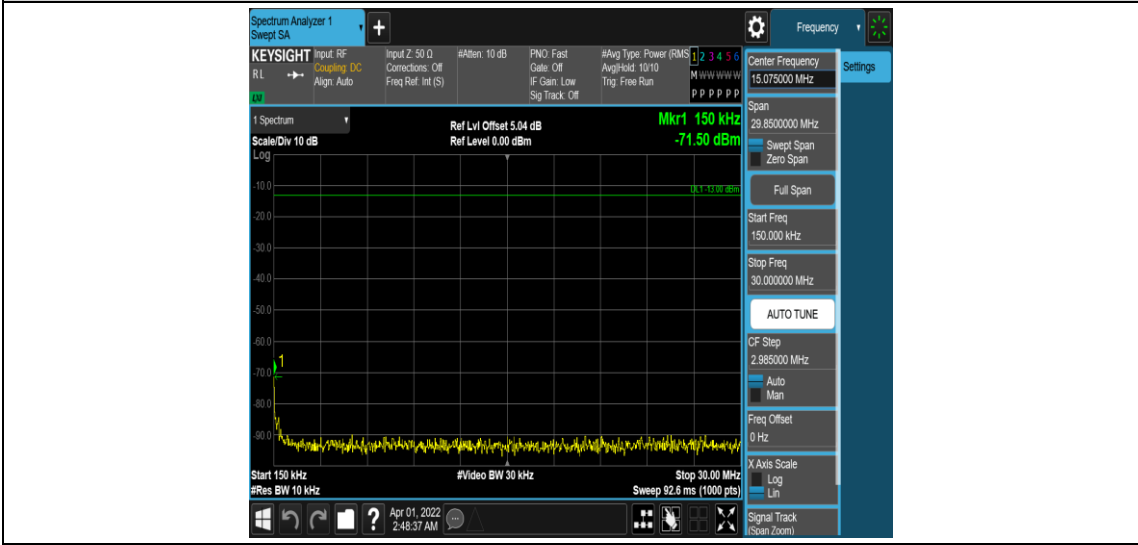 Spectrum Analyzer 1
Swept SA
+
Frequency
KEYSIGHT
RL
LXI
Input: RF
Coupling: DC
Align: Auto
Input Z: 50 Ω
Corrections: Off
Freq Ref: Int (S)
#Atten: 10 dB
PNO: Fast
Gate: Off
IF Gain: Low
Sig Track: Off
#Avg Type: Power (RMS
Avg|Hold: 10/10
Trig: Free Run
1 2 3 4 5 6
M W W W W W
P P P P P P
1 Spectrum
Scale/Div 10 dB
Log
Ref Lvl Offset 5.04 dB
Ref Level 0.00 dBm
Mkr1 150 kHz
-71.50 dBm
DL1 -13.00 dBm
-10.0
-20.0
-30.0
-40.0
-50.0
-60.0
1
-70.0
-80.0
-90.0
Start 150 kHz
#Res BW 10 kHz
#Video BW 30 kHz
Stop 30.00 MHz
Sweep 92.6 ms (1000 pts)
?
Apr 01, 2022
2:48:37 AM
Center Frequency
15.075000 MHz
Span
29.8500000 MHz
Swept Span
Zero Span
Full Span
Start Freq
150.000 kHz
Stop Freq
30.000000 MHz
AUTO TUNE
CF Step
2.985000 MHz
Auto
Man
Freq Offset
0 Hz
X Axis Scale
Log
Lin
Signal Track
(Span Zoom)
Settings